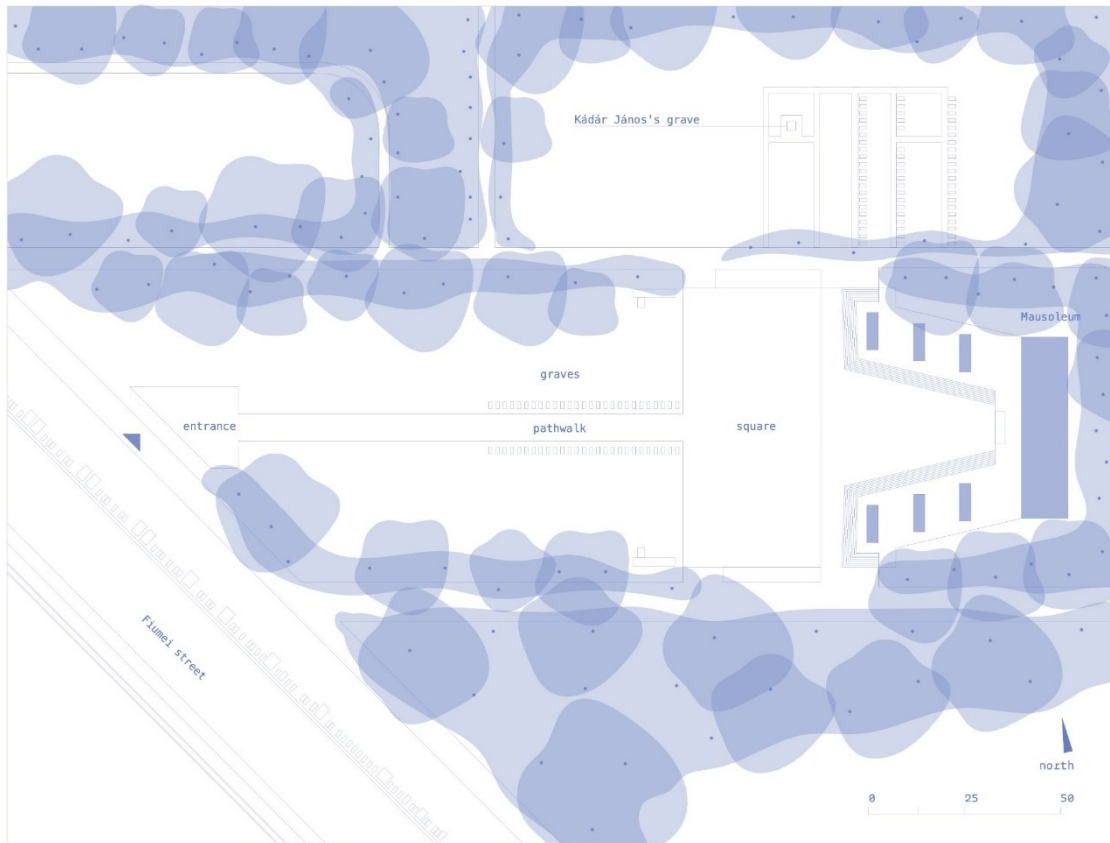 Kádár János's grave
Mausoleum
graves
entrance
pathwalk
square
Fiumei street
north
0 25 50